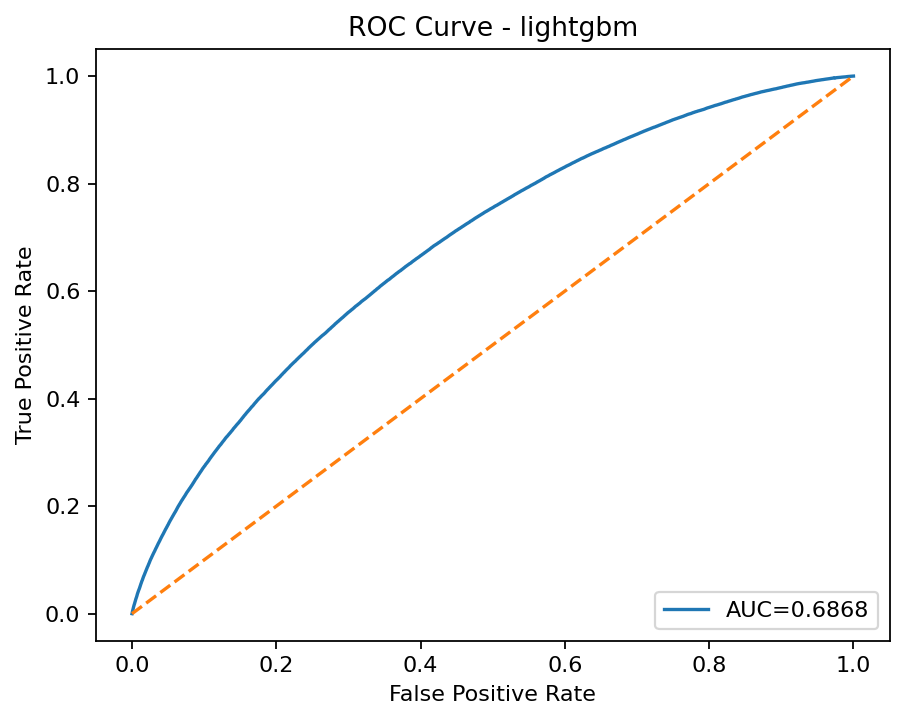 ROC Curve - lightgbm
True Positive Rate
1.0
0.8
0.6
0.4
0.2
0.0
AUC=0.6868
0.0 0.2 0.4 0.6 0.8 1.0
False Positive Rate